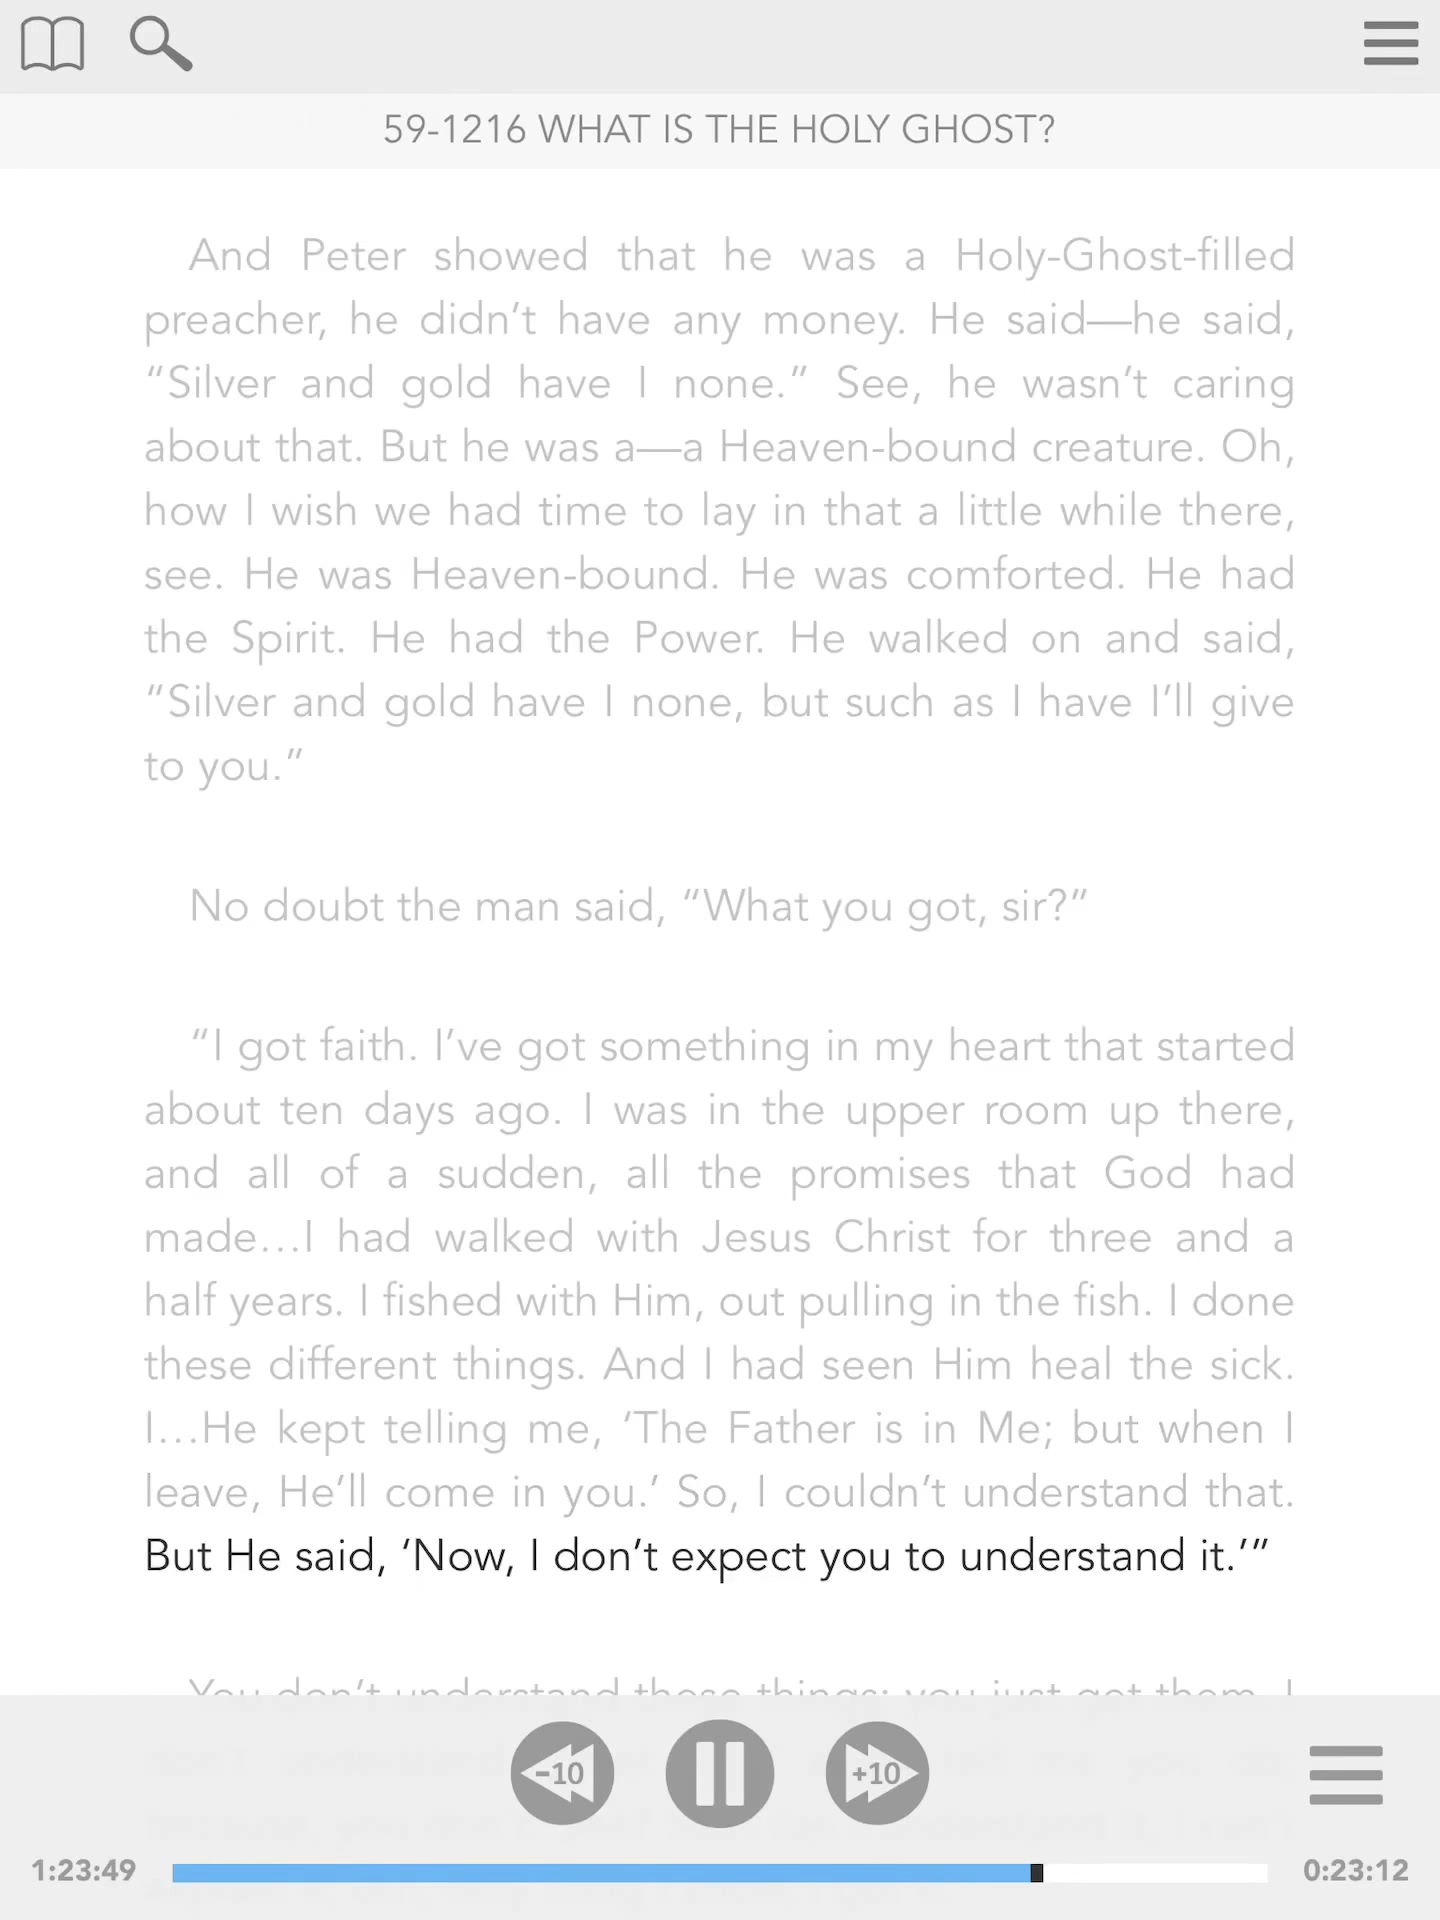 59-1216 WHAT IS THE HOLY GHOST?
And Peter showed that he was a Holy-Ghost-filled
preacher, he didn’t have any money. He said—he said,
“Silver and gold have I none.” See, he wasn’t caring
about that. But he was a—a Heaven-bound creature. Oh,
how I wish we had time to lay in that a little while there,
see. He was Heaven-bound. He was comforted. He had
the Spirit. He had the Power. He walked on and said,
“Silver and gold have I none, but such as I have I’ll give
to you.”
No doubt the man said, “What you got, sir?”
“I got faith. I’ve got something in my heart that started
about ten days ago. I was in the upper room up there,
and all of a sudden, all the promises that God had
made…I had walked with Jesus Christ for three and a
half years. I fished with Him, out pulling in the fish. I done
these different things. And I had seen Him heal the sick.
I…He kept telling me, ‘The Father is in Me; but when I
leave, He’ll come in you.’ So, I couldn’t understand that.
But He said, ‘Now, I don’t expect you to understand it.’”
You don’t understand these things; you just get them. I
-10 +10
1:23:49 0:23:12